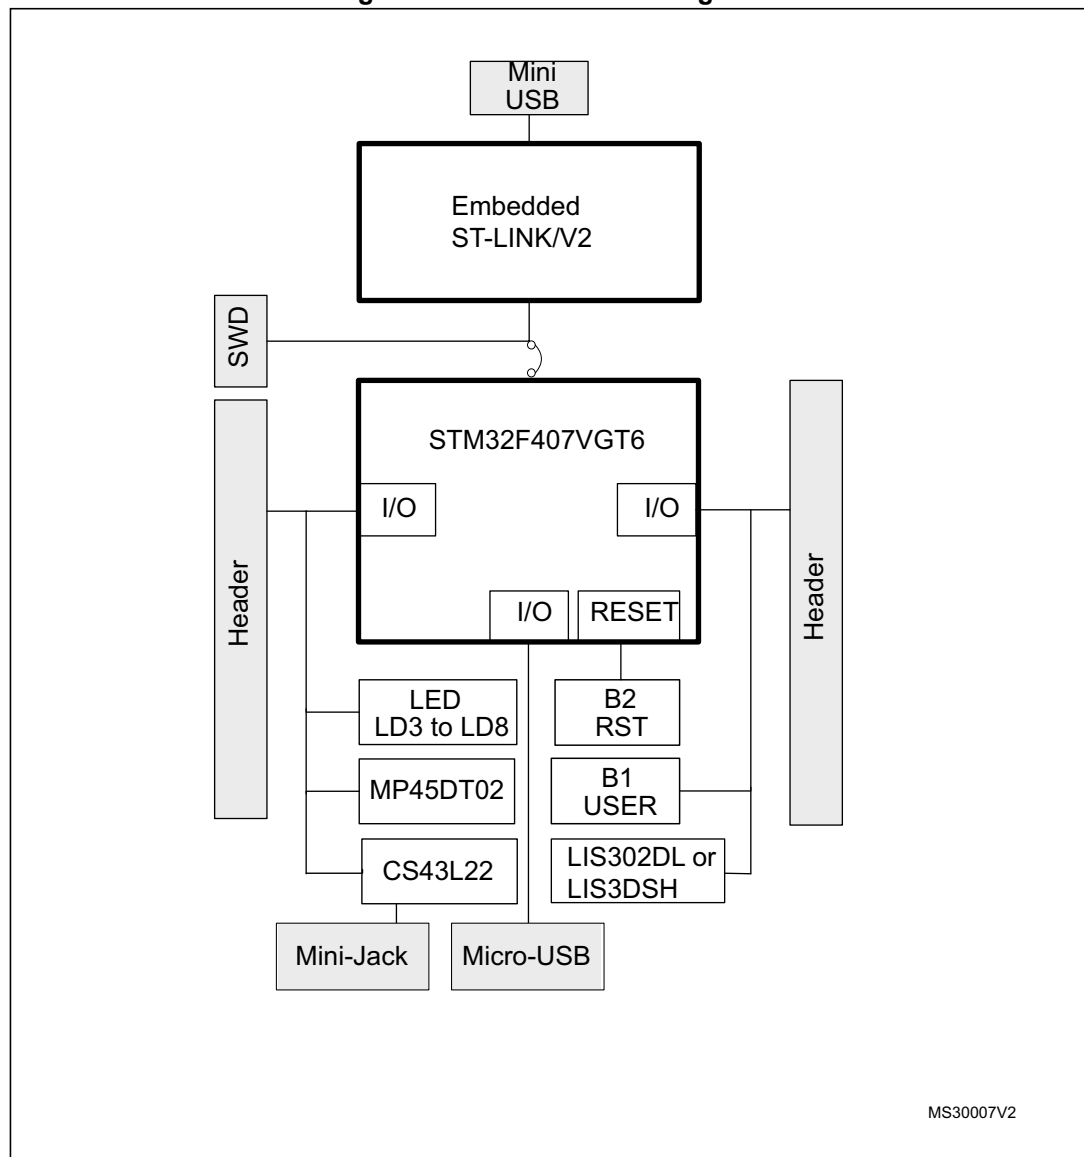 Mini
USB
Embedded
ST-LINK/V2
SWD
STM32F407VGT6
I/O
I/O
Header
Header
I/O
RESET
LED
LD3 to LD8
B2
RST
MP45DT02
B1
USER
CS43L22
LIS302DL or
LIS3DSH
Mini-Jack
Micro-USB
MS30007V2